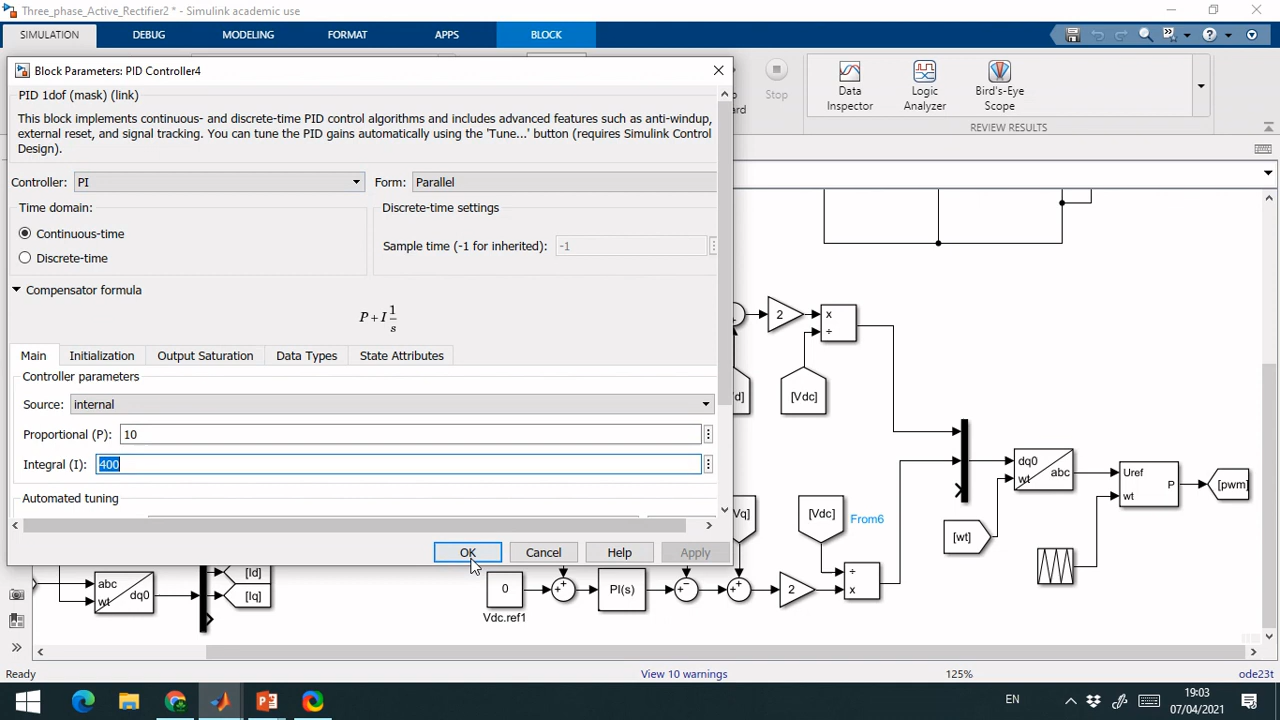 Three_phase_Active_Rectifier2 * - Simulink academic use
SIMULATION
DEBUG
MODELING
FORMAT
APPS
BLOCK
Block Parameters: PID Controller4
PID 1dof (mask) (link)
This block implements continuous- and discrete-time PID control algorithms and includes advanced features such as anti-windup,
external reset, and signal tracking. You can tune the PID gains automatically using the 'Tune...' button (requires Simulink Control
Design).
Controller: PI
Form: Parallel
Time domain:
Continuous-time
Discrete-time
Discrete-time settings
Sample time (-1 for inherited): -1
Compensator formula
P + I 1/s
Main
Initialization
Output Saturation
Data Types
State Attributes
Controller parameters
Source: internal
Proportional (P): 10
Integral (I): 400
Automated tuning
OK
Cancel
Help
Apply
Stop
Data
Inspector
Logic
Analyzer
Bird's-Eye
Scope
REVIEW RESULTS
2
x
÷
[Vdc]
dq0
wt
abc
Uref
wt
P
[pwm]
[wt]
[Vdc]
From6
÷
x
2
abc
wt
dq0
[Id]
[Iq]
0
Vdc.ref1
PI(s)
Ready
View 10 warnings
125%
ode23t
EN
19:03
07/04/2021